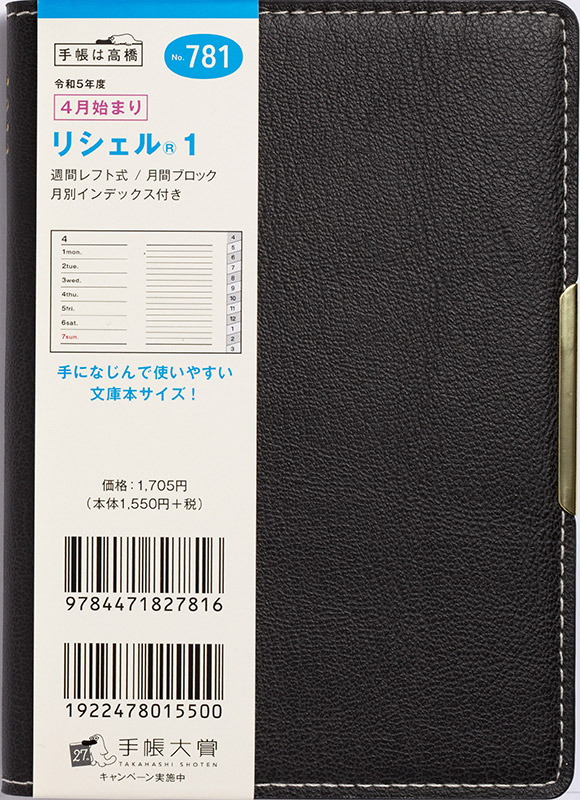 手帳は高橋
No. 781
令和5年度
4月始まり
リシェル® 1
週間レフト式 / 月間ブロック
月別インデックス付き
4
1mon.
2tue.
3wed.
4thu.
5fri.
6sat.
7sun.
4
5
6
7
8
9
10
11
12
1
2
3
手になじんで使いやすい
文庫本サイズ!
価格:1,705円
(本体1,550円+税)
9784471827816
1922478015500
27th
手帳大賞
TAKAHASHI SHOTEN
キャンペーン実施中